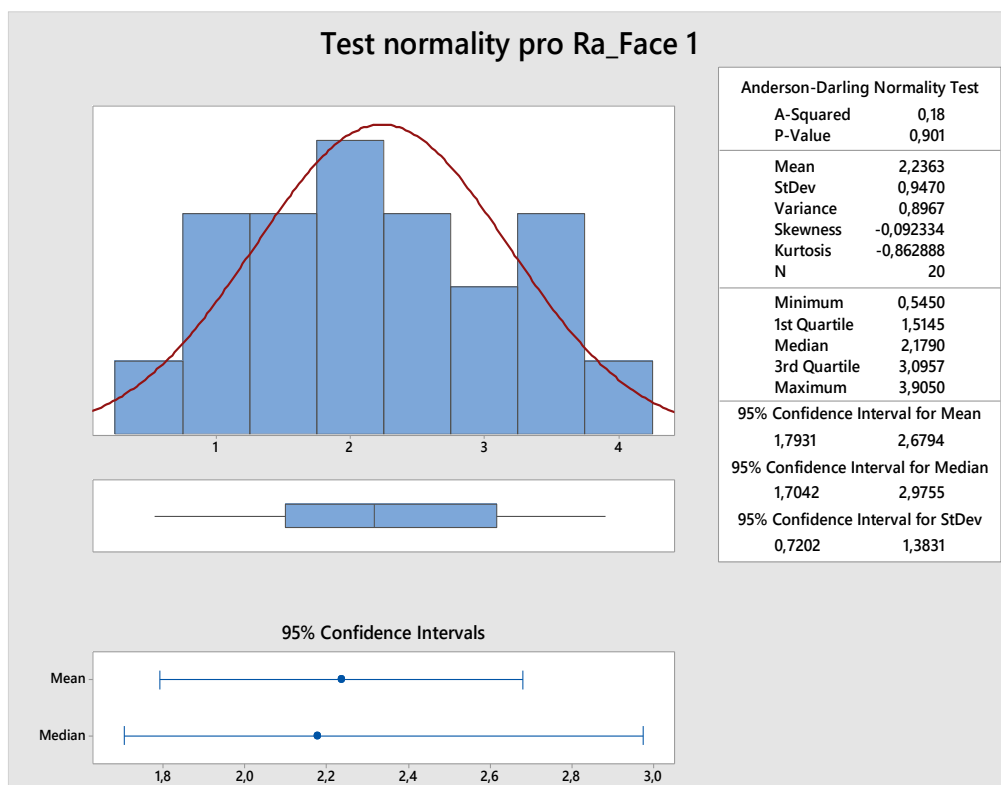 Test normality pro Ra_Face 1
1 2 3 4
Anderson-Darling Normality Test
A-Squared 0,18
P-Value 0,901
Mean 2,2363
StDev 0,9470
Variance 0,8967
Skewness -0,092334
Kurtosis -0,862888
N 20
Minimum 0,5450
1st Quartile 1,5145
Median 2,1790
3rd Quartile 3,0957
Maximum 3,9050
95% Confidence Interval for Mean
1,7931 2,6794
95% Confidence Interval for Median
1,7042 2,9755
95% Confidence Interval for StDev
0,7202 1,3831
95% Confidence Intervals
Mean
Median
1,8 2,0 2,2 2,4 2,6 2,8 3,0